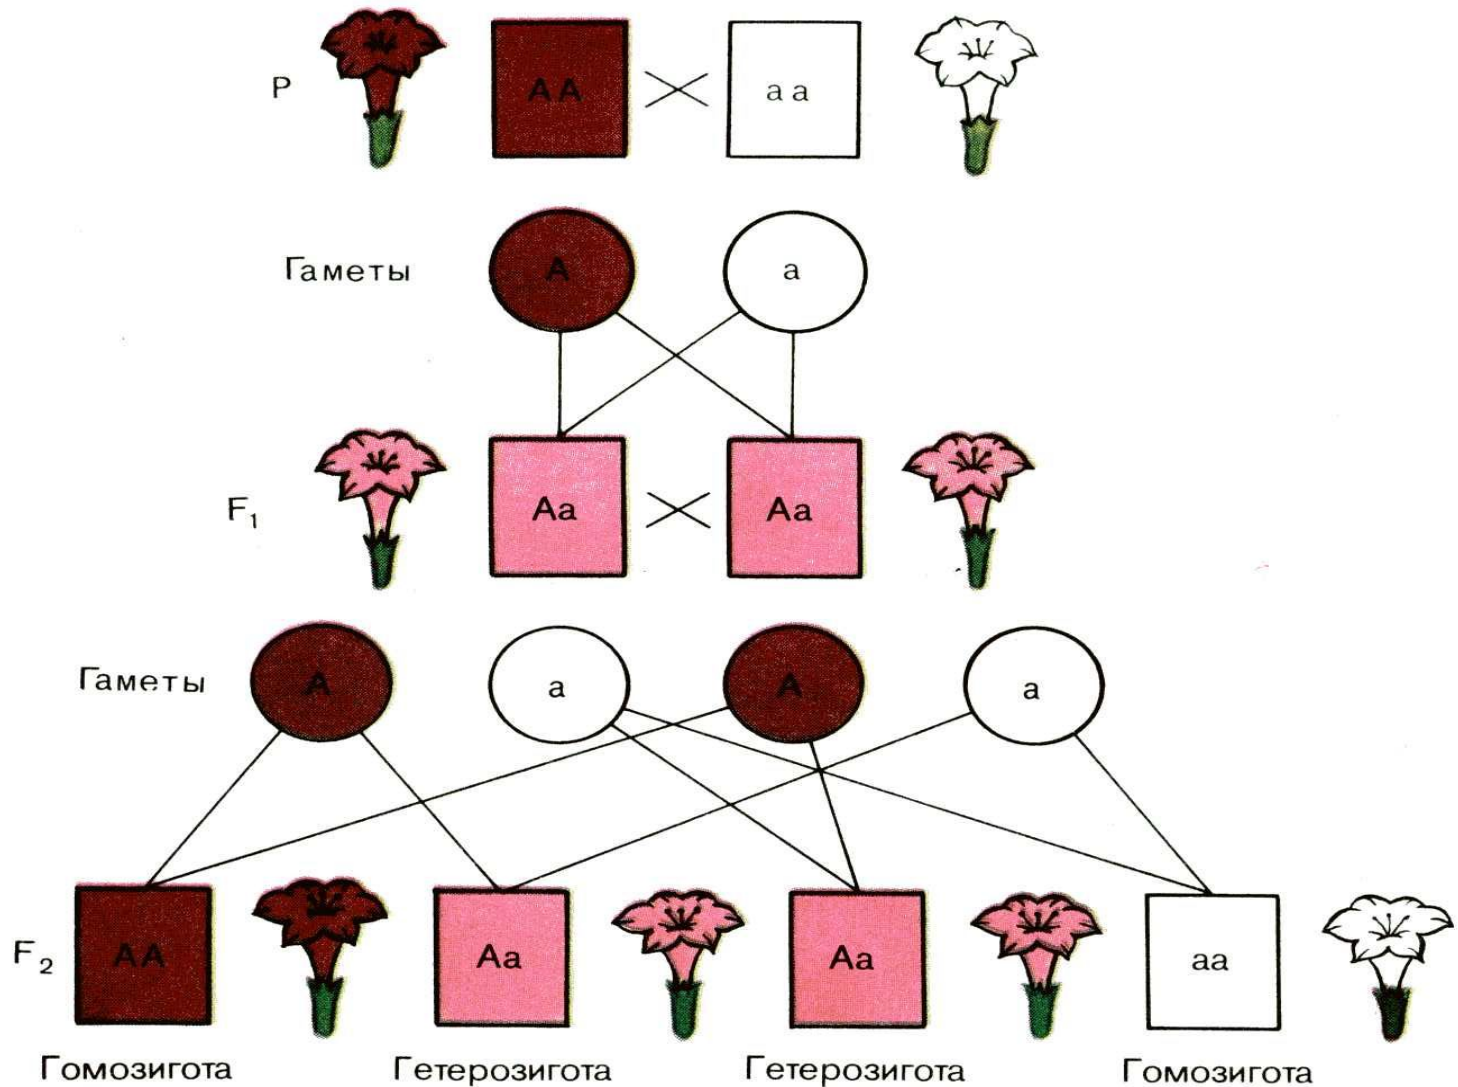 P AA aa
Гаметы A a
F₁ Aa Aa
Гаметы A a A a
F₂ AA Aa Aa aa
Гомозигота Гетерозигота Гетерозигота Гомозигота